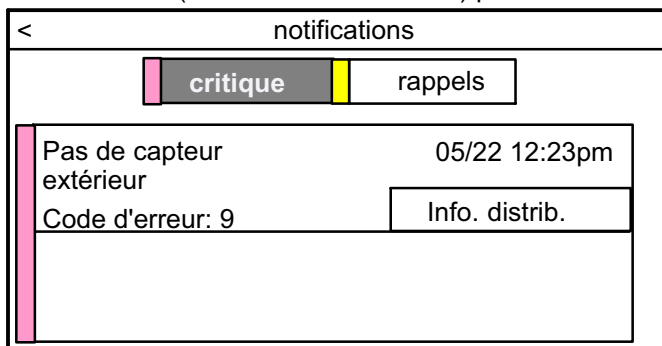 < notifications
critique rappels
Pas de capteur 05/22 12:23pm
extérieur
Code d'erreur: 9 Info. distrib.